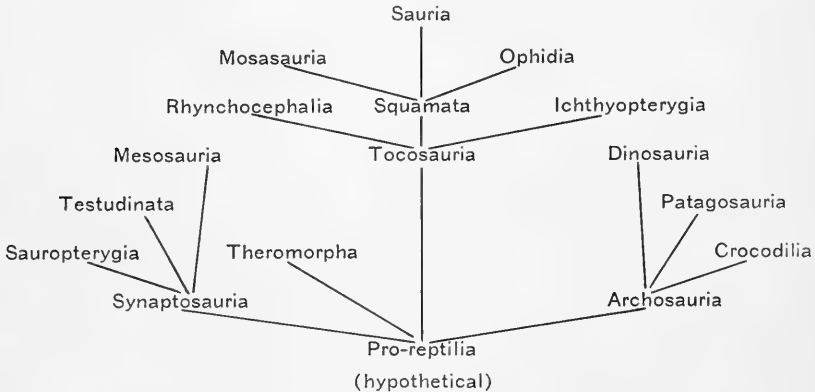 Sauria
Mosasauria Ophidia
Rhynchocephalia Squamata Ichthyopterygia
Mesosauria Tocosauria Dinosauria
Testudinata Patagosauria
Sauropterygia Theromorpha Crocodilia
Synaptosauria Archosauria
Pro-reptilia
(hypothetical)